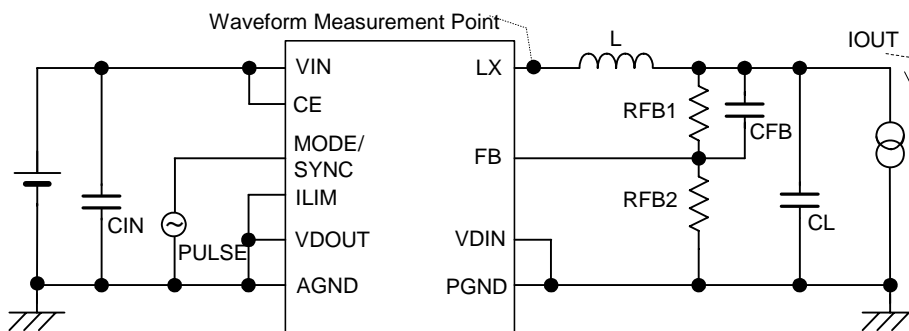 Waveform Measurement Point
L
IOUT
VIN
LX
CE
RFB1
CFB
MODE/
SYNC
FB
ILIM
RFB2
CIN
PULSE
VDOUT
VDIN
CL
AGND
PGND